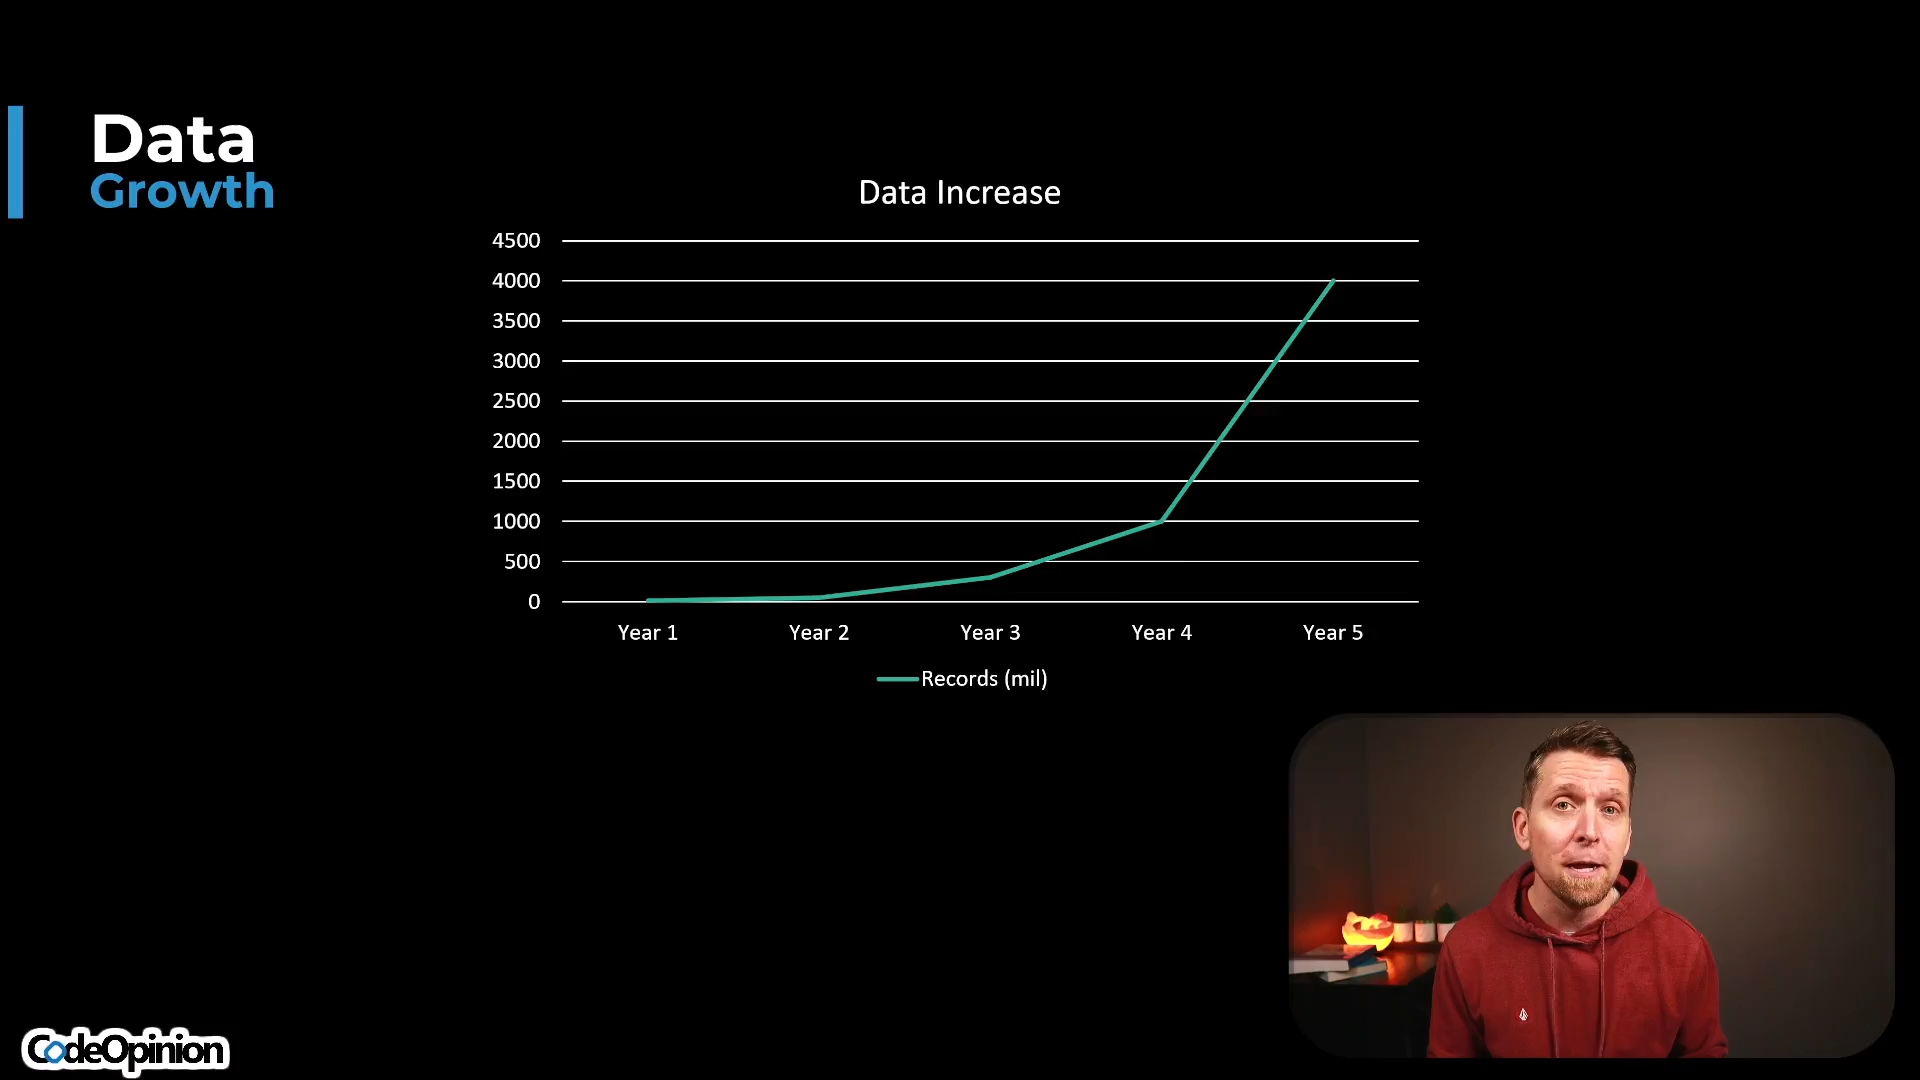 Data
Growth
Data Increase
4500
4000
3500
3000
2500
2000
1500
1000
500
0
Year 1
Year 2
Year 3
Year 4
Year 5
Records (mil)
CodeOpinion